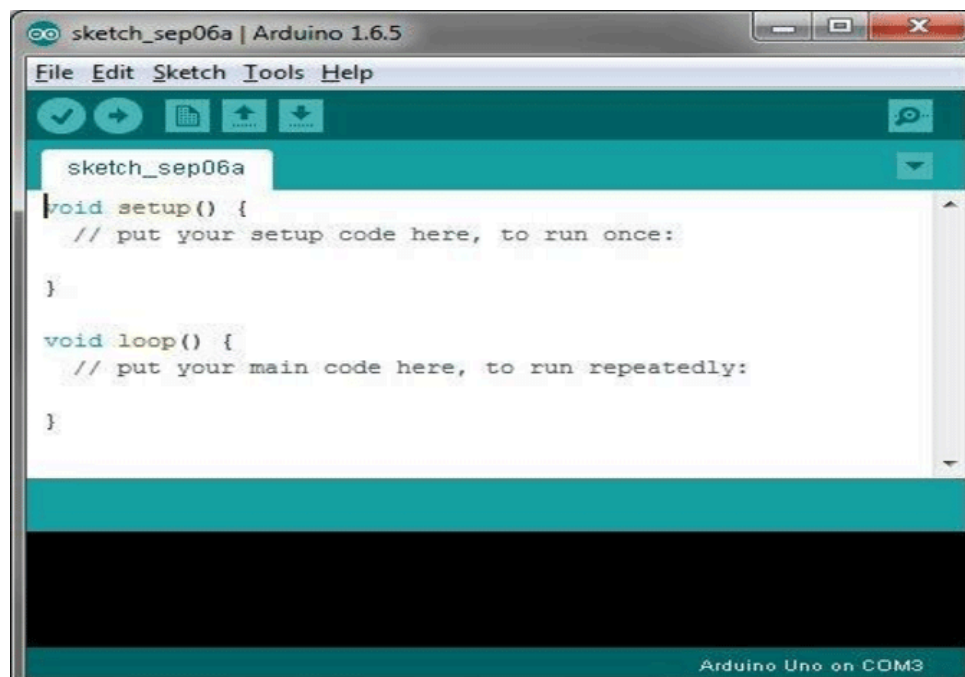 sketch_sep06a | Arduino 1.6.5
File Edit Sketch Tools Help
sketch_sep06a
void setup() {
  // put your setup code here, to run once:
}
void loop() {
  // put your main code here, to run repeatedly:
}
Arduino Uno on COM3